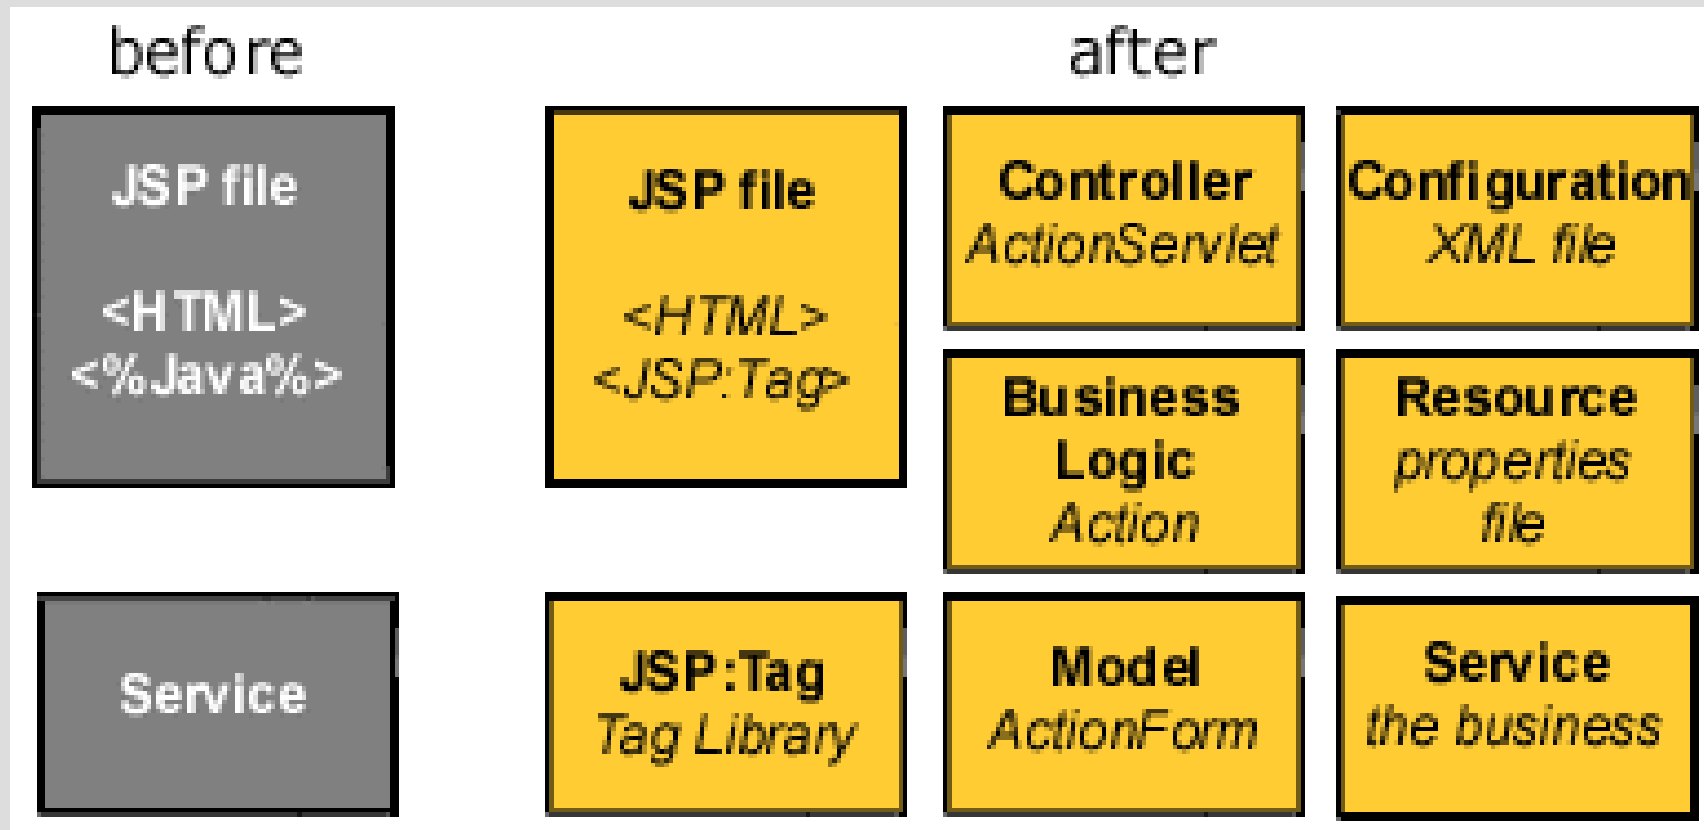 before
after
JSP file
<HTML>
<%Java%>
JSP file
<HTML>
<JSP:Tag>
Controller
ActionServlet
Configuration
XML file
Business
Logic
Action
Resource
properties
file
Service
JSP:Tag
Tag Library
Model
ActionForm
Service
the business